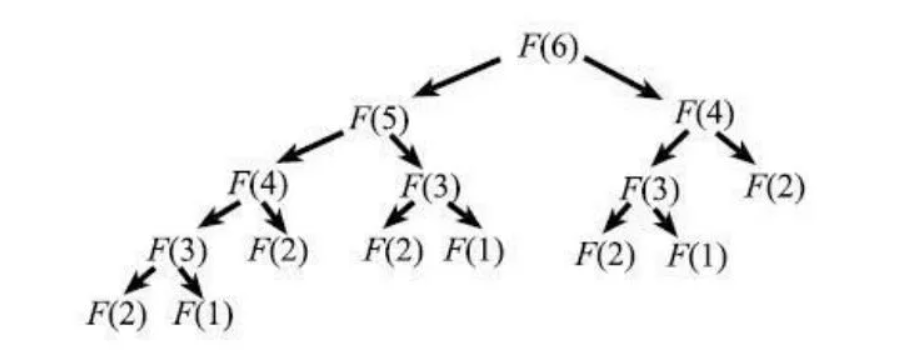 F(6)
F(5) F(4)
F(4) F(3) F(3) F(2)
F(3) F(2) F(2) F(1) F(2) F(1)
F(2) F(1)